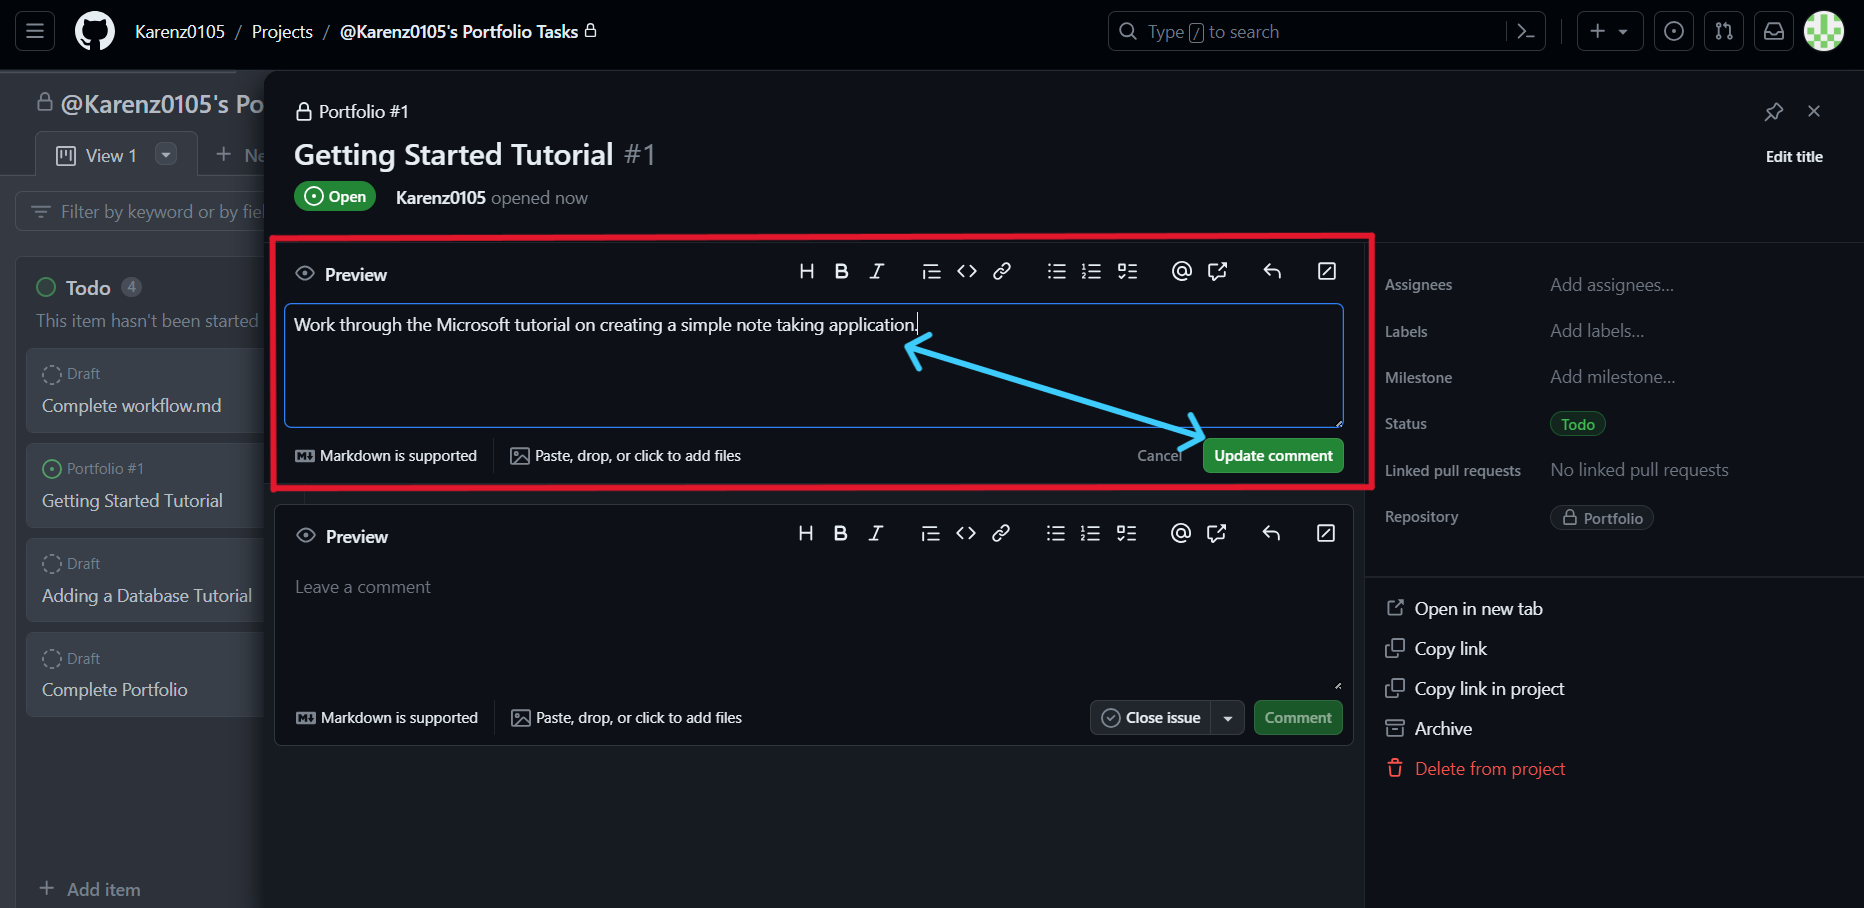 Karenz0105 / Projects / @Karenz0105's Portfolio Tasks
Type / to search
@Karenz0105's Po
View 1
Ne
Filter by keyword or by fiel
Todo 4
This item hasn't been started
Draft
Complete workflow.md
Portfolio #1
Getting Started Tutorial
Draft
Adding a Database Tutorial
Draft
Complete Portfolio
Add item
Portfolio #1
Getting Started Tutorial #1
Edit title
Open
Karenz0105 opened now
Preview
Work through the Microsoft tutorial on creating a simple note taking application.
Markdown is supported
Paste, drop, or click to add files
Cancel
Update comment
Preview
Leave a comment
Markdown is supported
Paste, drop, or click to add files
Close issue
Comment
Assignees
Add assignees...
Labels
Add labels...
Milestone
Add milestone...
Status
Todo
Linked pull requests
No linked pull requests
Repository
Portfolio
Open in new tab
Copy link
Copy link in project
Archive
Delete from project